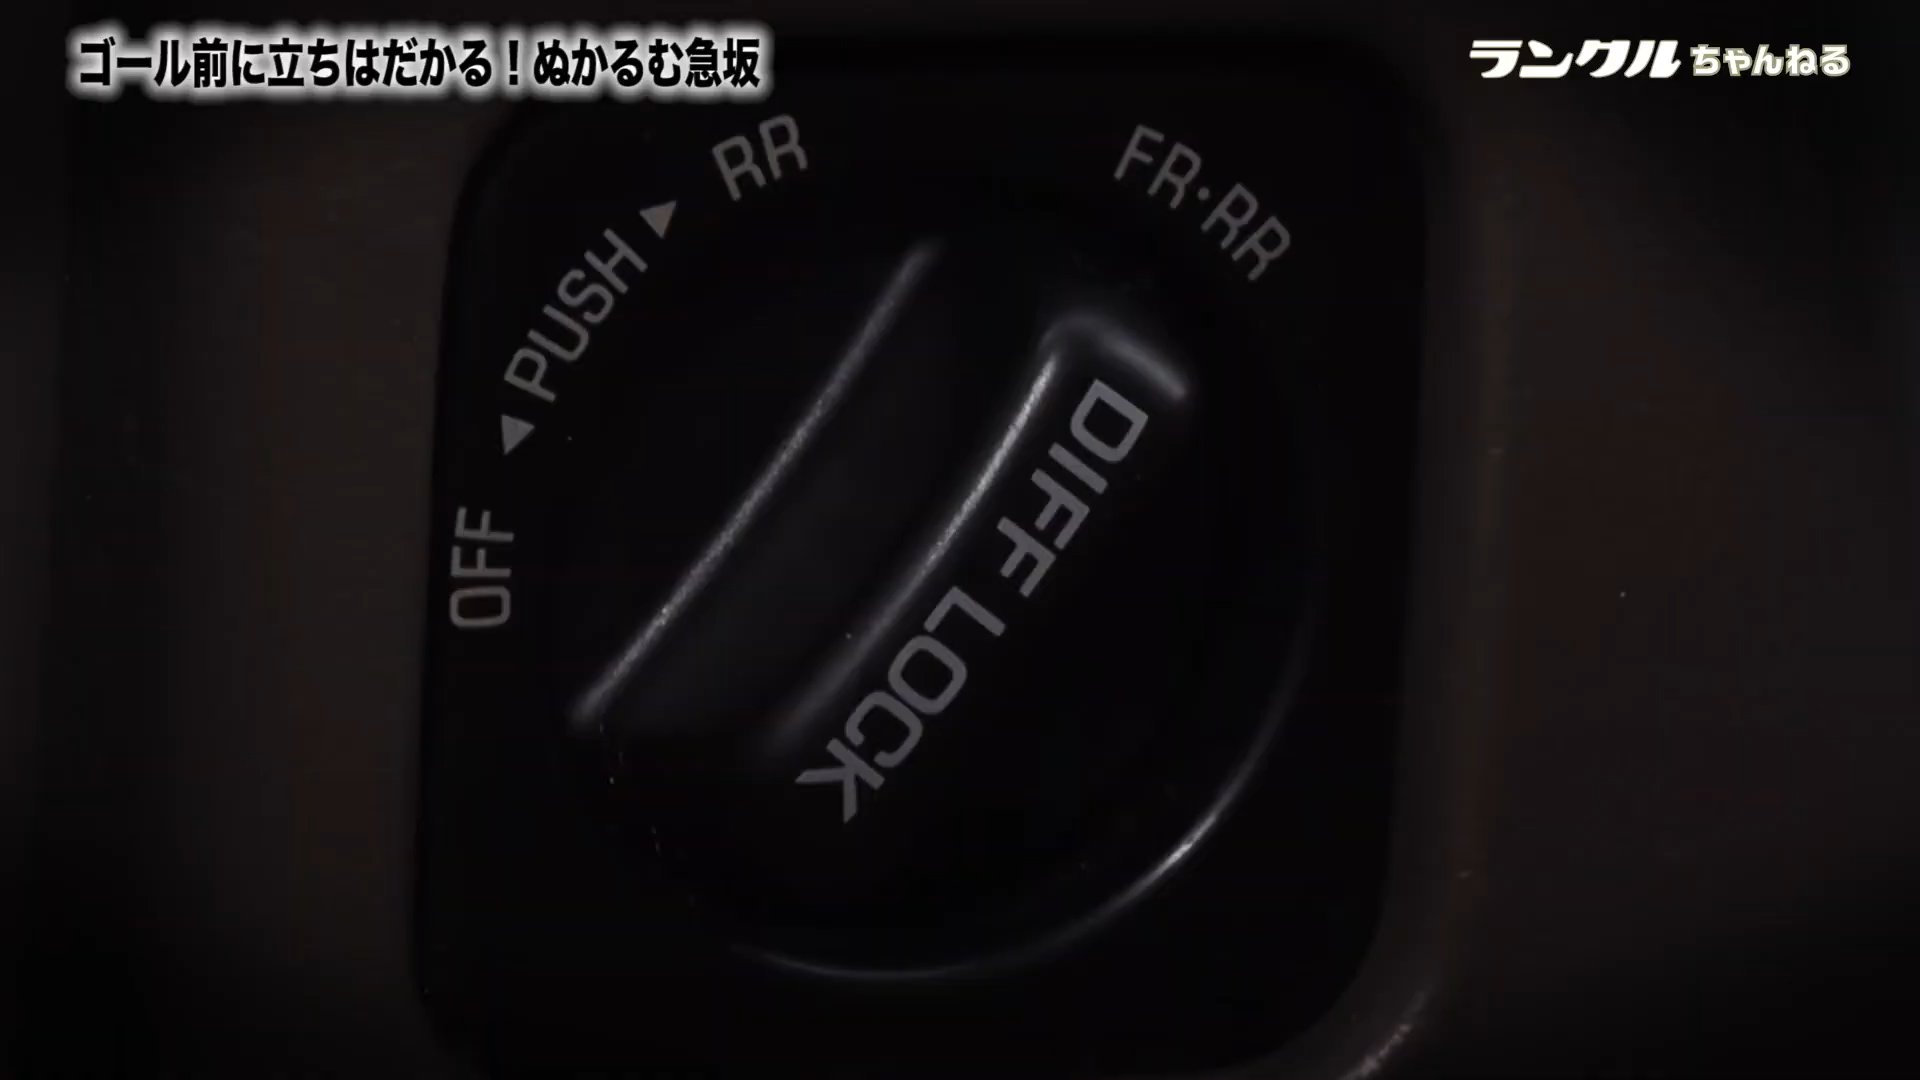 ゴール前に立ちはだかる！ぬかるむ急坂
ランクルちゃんねる
RR
FR・RR
◀PUSH▶
OFF
DIFF LOCK